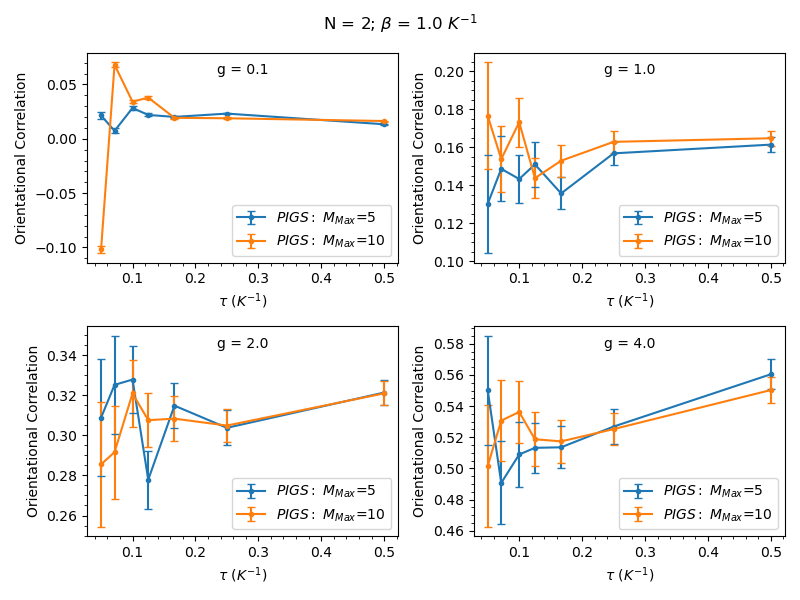 N = 2; β = 1.0 K⁻¹
g = 0.1
Orientational Correlation
0.05
0.00
−0.05
−0.10
PIGS: M_Max=5
PIGS: M_Max=10
0.1 0.2 0.3 0.4 0.5
τ (K⁻¹)
g = 1.0
Orientational Correlation
0.20
0.18
0.16
0.14
0.12
0.10
PIGS: M_Max=5
PIGS: M_Max=10
0.1 0.2 0.3 0.4 0.5
τ (K⁻¹)
g = 2.0
Orientational Correlation
0.34
0.32
0.30
0.28
0.26
PIGS: M_Max=5
PIGS: M_Max=10
0.1 0.2 0.3 0.4 0.5
τ (K⁻¹)
g = 4.0
Orientational Correlation
0.58
0.56
0.54
0.52
0.50
0.48
0.46
PIGS: M_Max=5
PIGS: M_Max=10
0.1 0.2 0.3 0.4 0.5
τ (K⁻¹)